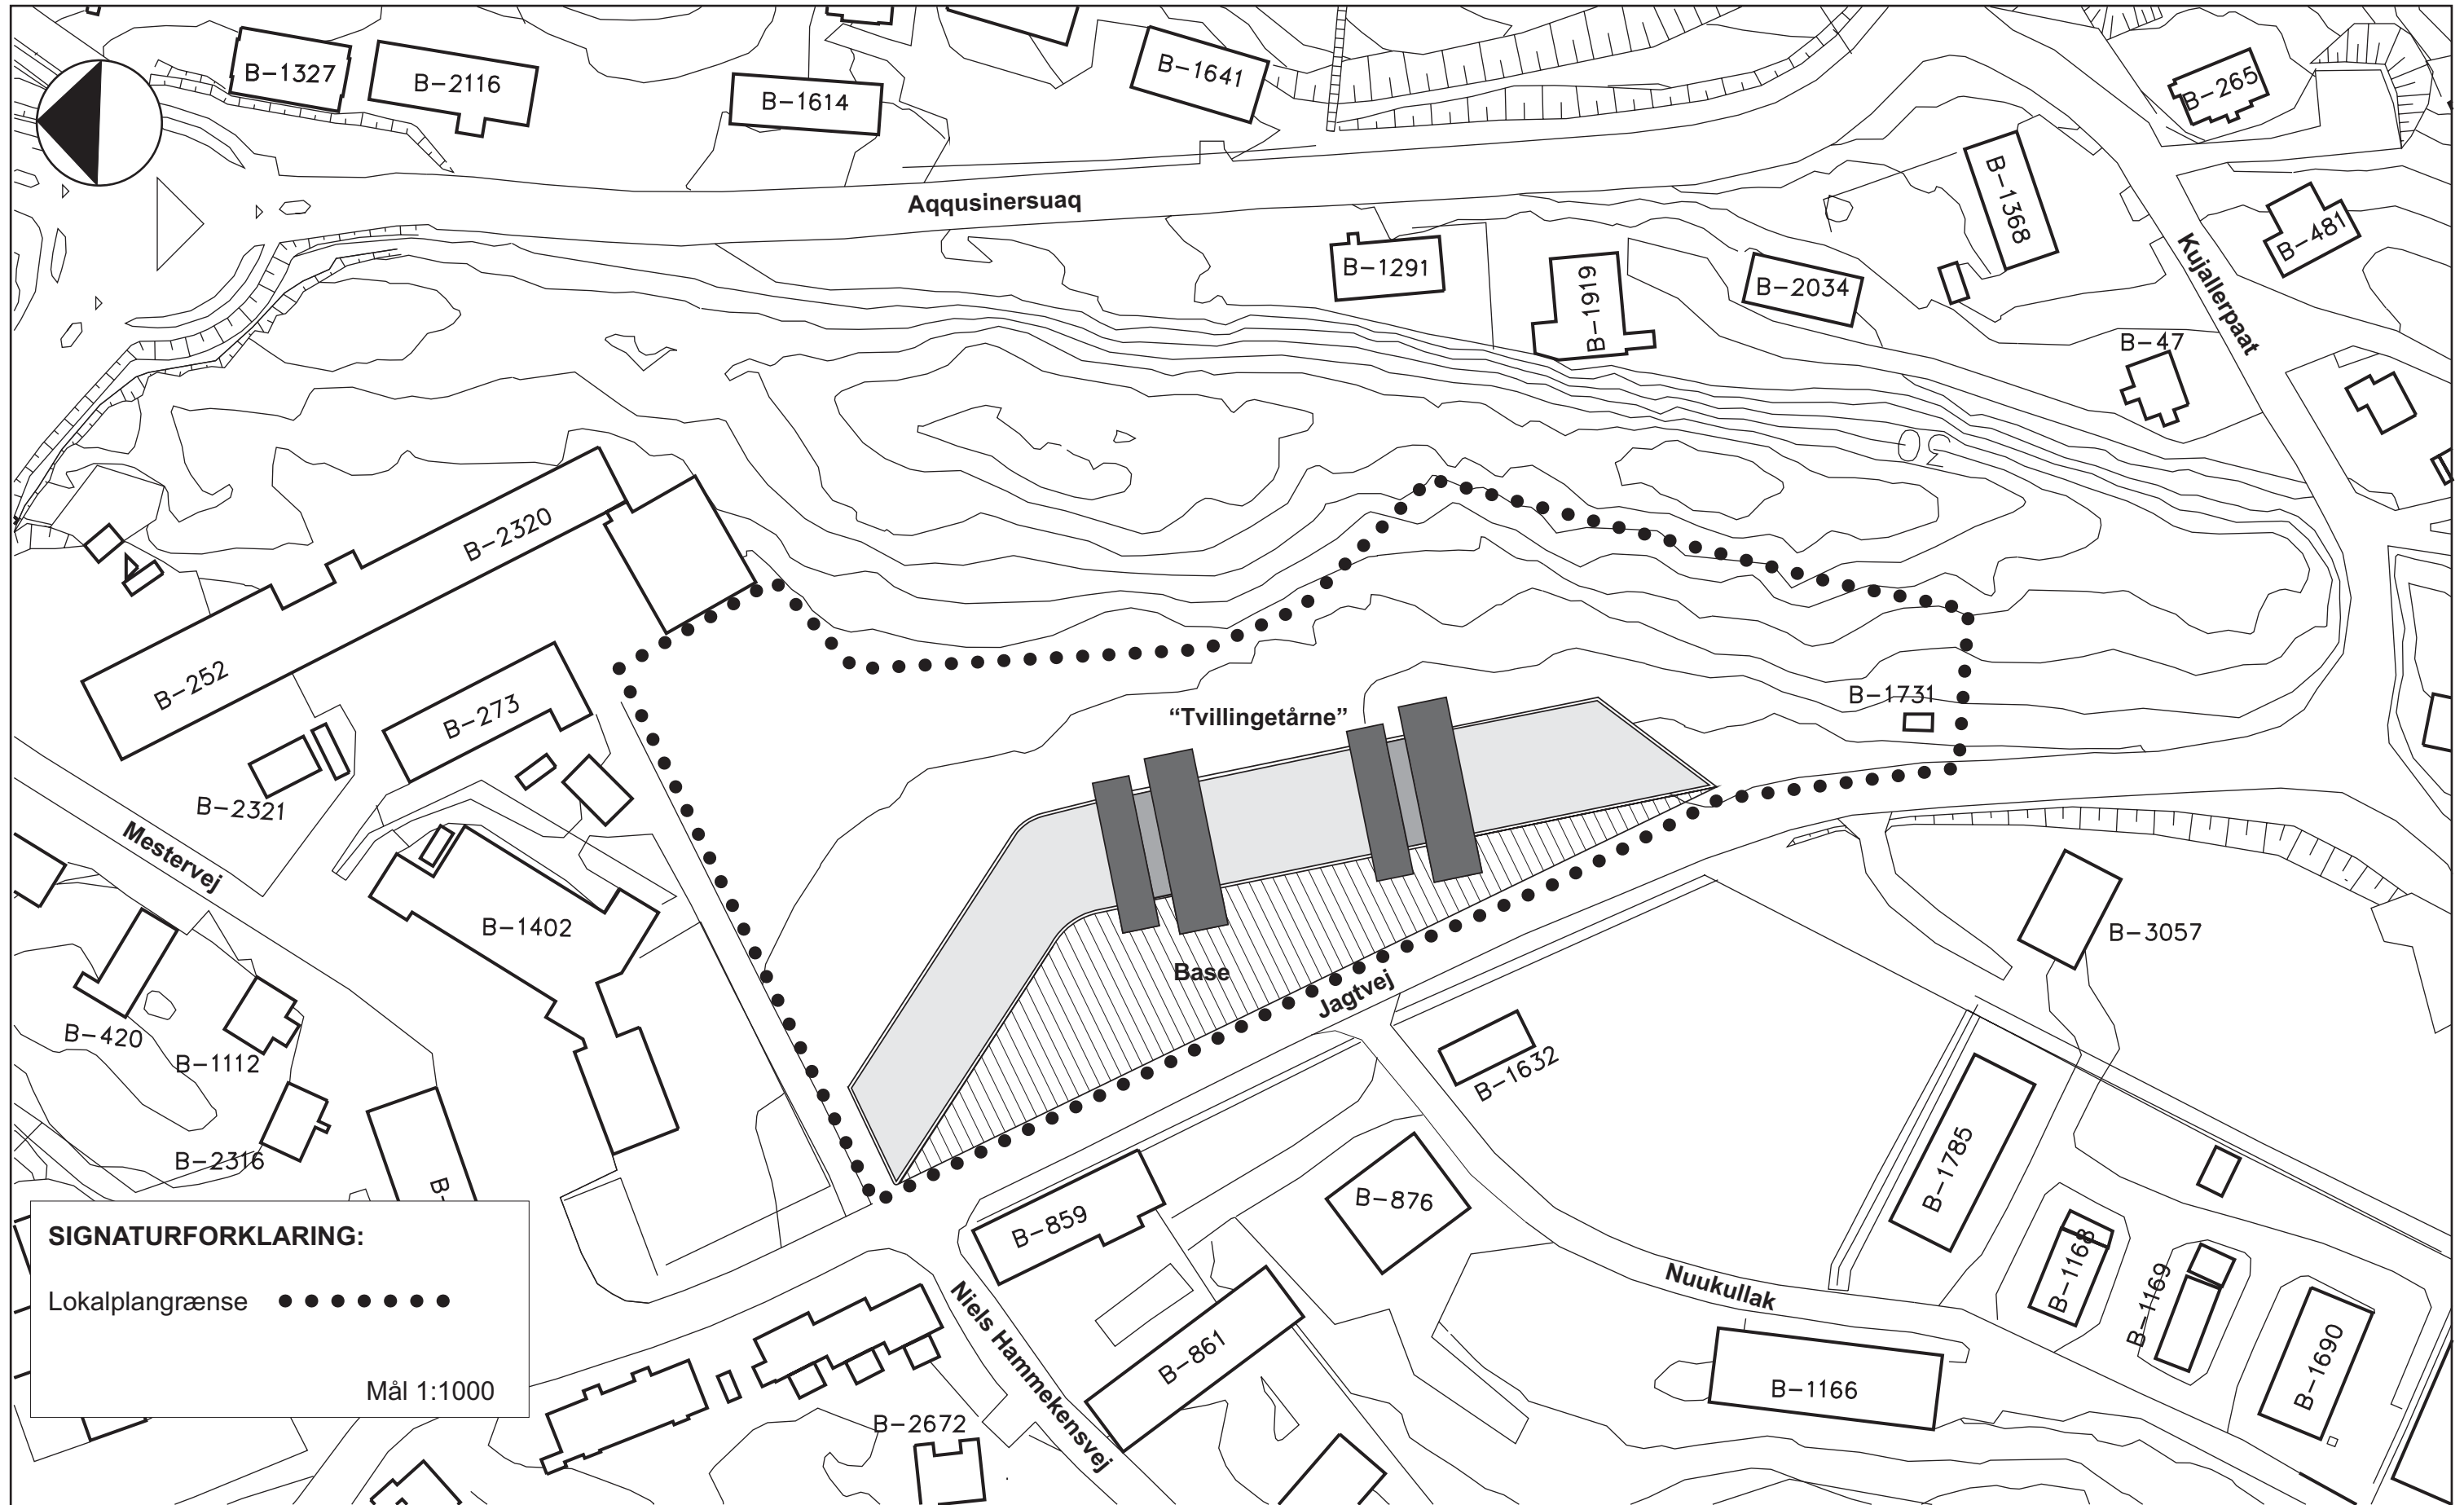 B-1327
B-2116
B-1614
B-1641
B-265
Aqqusinersuaq
B-1368
B-481
Kujallerpaat
B-1291
B-1919
B-2034
B-47
B-2320
B-252
B-273
B-2321
Mestervej
B-1402
B-420
B-1112
B-2316
B-
“Tvillingetårne”
B-1731
Base
Jagtvej
B-3057
B-1632
B-1785
B-859
B-876
B-1168
B-1169
B-1690
Nuukullak
Niels Hammekensvej
B-861
B-1166
B-2672
SIGNATURFORKLARING:
Lokalplangrænse
Mål 1:1000